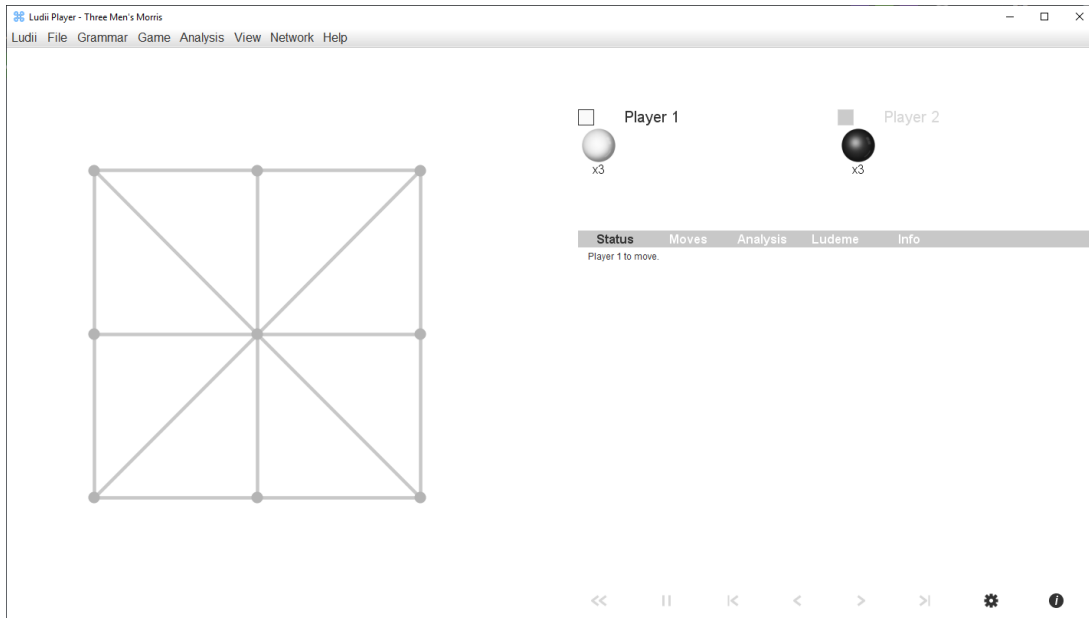 Ludii Player - Three Men's Morris
Ludii File Grammar Game Analysis View Network Help
Player 1 Player 2
x3 x3
Status Moves Analysis Ludeme Info
Player 1 to move.